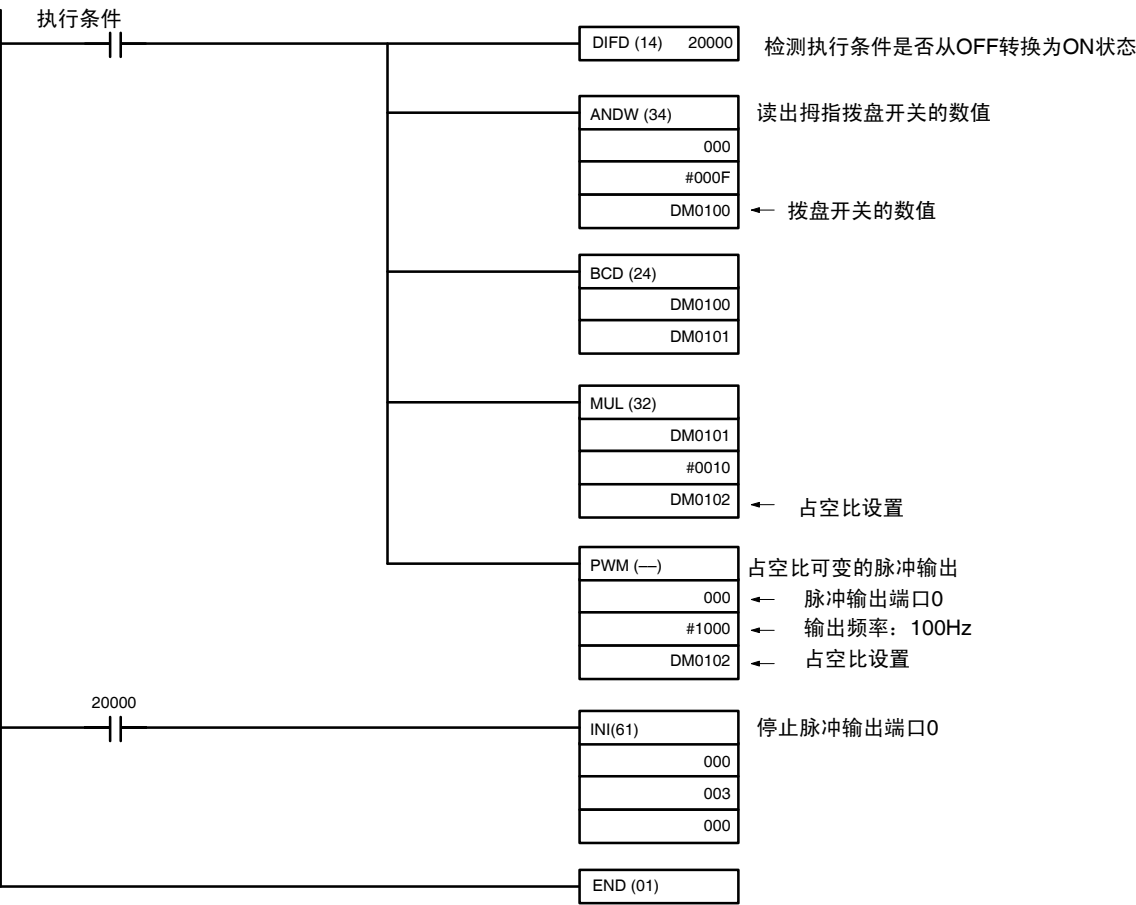 执行条件
DIFD (14) 20000 检测执行条件是否从OFF转换为ON状态
ANDW (34) 读出拇指拨盘开关的数值
000
#000F
DM0100 ← 拨盘开关的数值
BCD (24)
DM0100
DM0101
MUL (32)
DM0101
#0010
DM0102 ← 占空比设置
PWM (—) 占空比可变的脉冲输出
000 ← 脉冲输出端口0
#1000 ← 输出频率：100Hz
DM0102 ← 占空比设置
20000
INI(61) 停止脉冲输出端口0
000
003
000
END (01)